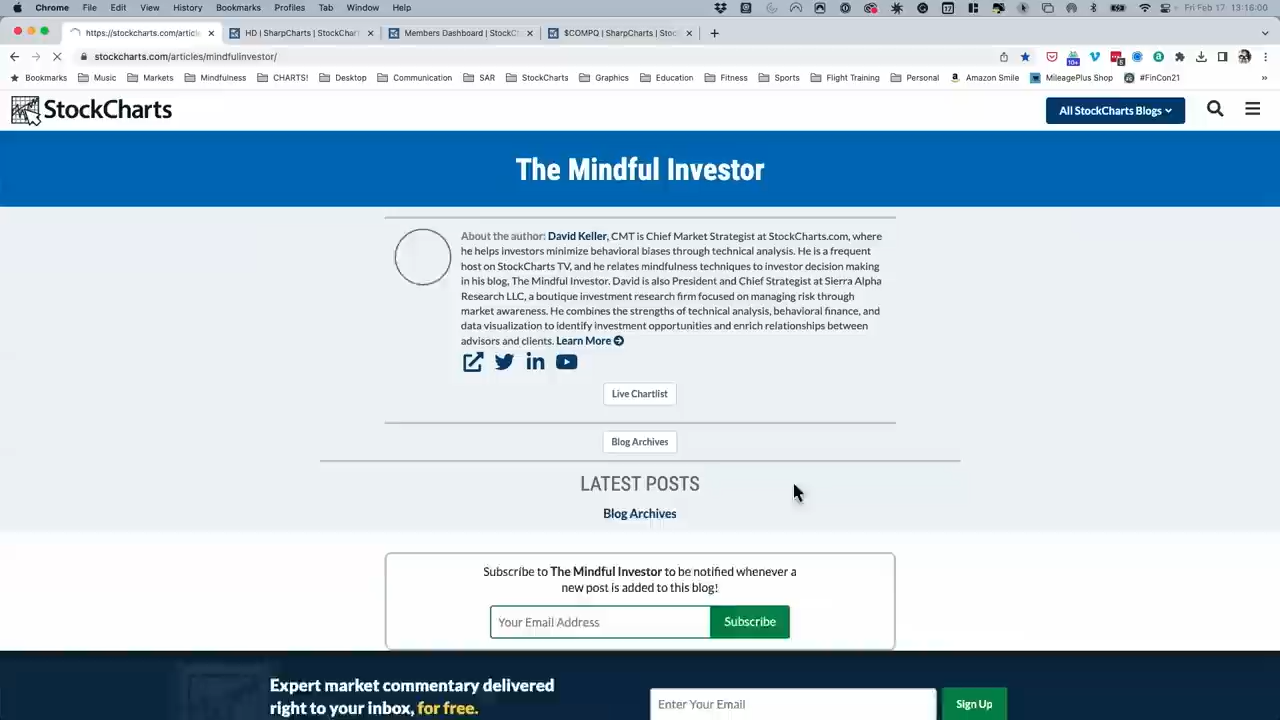 Chrome File Edit View History Bookmarks Profiles Tab Window Help Fri Feb 17 13:16:00
https://stockcharts.com/article HD | SharpCharts | StockChart Members Dashboard | StockC $COMPQ | SharpCharts | Stoc
stockcharts.com/articles/mindfulinvestor/
Bookmarks Music Markets Mindfulness CHARTS! Desktop Communication SAR StockCharts Graphics Education Fitness Sports Flight Training Personal Amazon Smile MileagePlus Shop #FinCon21 »
StockCharts
All StockCharts Blogs
The Mindful Investor
About the author: David Keller, CMT is Chief Market Strategist at StockCharts.com, where
he helps investors minimize behavioral biases through technical analysis. He is a frequent
host on StockCharts TV, and he relates mindfulness techniques to investor decision making
in his blog, The Mindful Investor. David is also President and Chief Strategist at Sierra Alpha
Research LLC, a boutique investment research firm focused on managing risk through
market awareness. He combines the strengths of technical analysis, behavioral finance, and
data visualization to identify investment opportunities and enrich relationships between
advisors and clients. Learn More
Live Chartlist
Blog Archives
LATEST POSTS
Blog Archives
Subscribe to The Mindful Investor to be notified whenever a
new post is added to this blog!
Your Email Address Subscribe
Expert market commentary delivered
right to your inbox, for free.
Enter Your Email Sign Up